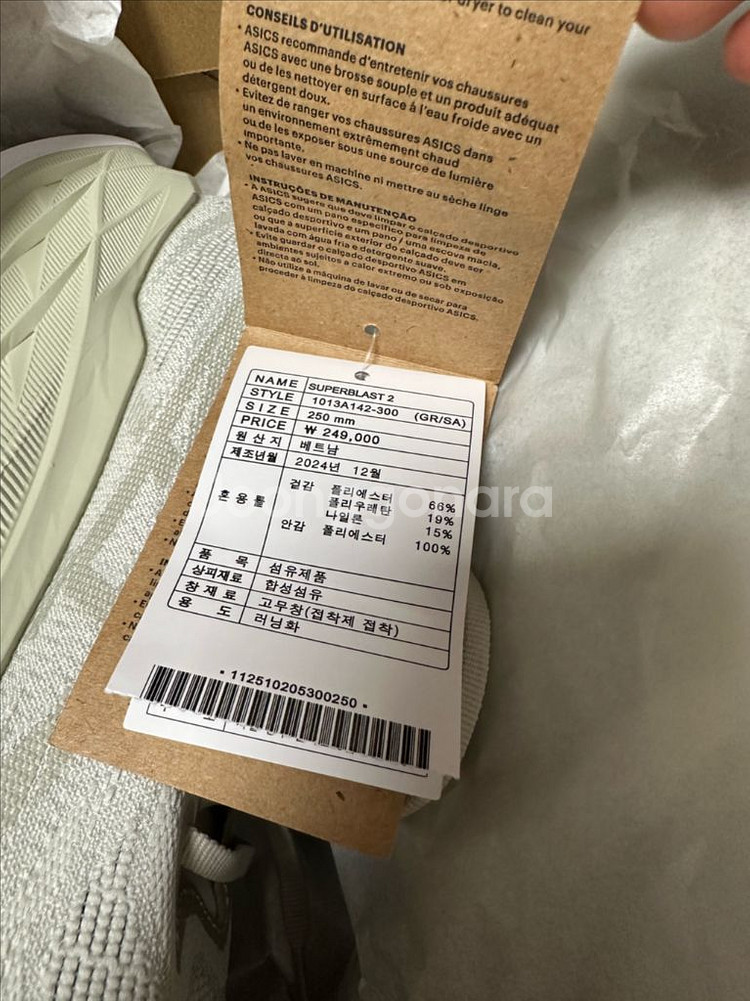 dryer to clean your
CONSEILS D'UTILISATION
• ASICS recommande d'entretenir vos chaussures
ASICS avec une brosse souple et un produit adéquat
ou de les nettoyer en surface à l'eau froide avec un
détergent doux.
• Evitez de ranger vos chaussures ASICS dans
un environnement extrêmement chaud
ou de les exposer sous une source de lumière
importante.
• Ne pas laver en machine ni mettre au sèche linge
vos chaussures ASICS.
INSTRUÇÕES DE MANUTENÇÃO
• A ASICS sugere que deve limpar o calçado desportivo
ASICS com um pano específico para limpeza de
calçado desportivo e um pano / uma escova macia,
ou que a superfície exterior do calçado deve ser
lavada com água fria e detergente suave.
• Evite guardar o calçado desportivo ASICS em
ambientes sujeitos a calor extremo ou sob exposição
directa ao sol.
• Não utilize a máquina de lavar ou de secar para
proceder à limpeza do calçado desportivo ASICS.
NAME SUPERBLAST 2
STYLE 1013A142-300 (GR/SA)
SIZE 250 mm
PRICE ₩ 249,000
원산지 베트남
제조년월 2024년 12월
혼용률 겉감 폴리에스터 66%
폴리우레탄 19%
나일론 15%
안감 폴리에스터 100%
품목 섬유제품
상피재료 합성섬유
창재료 고무창(접착제 접착)
용도 러닝화
• 112510205300250 •